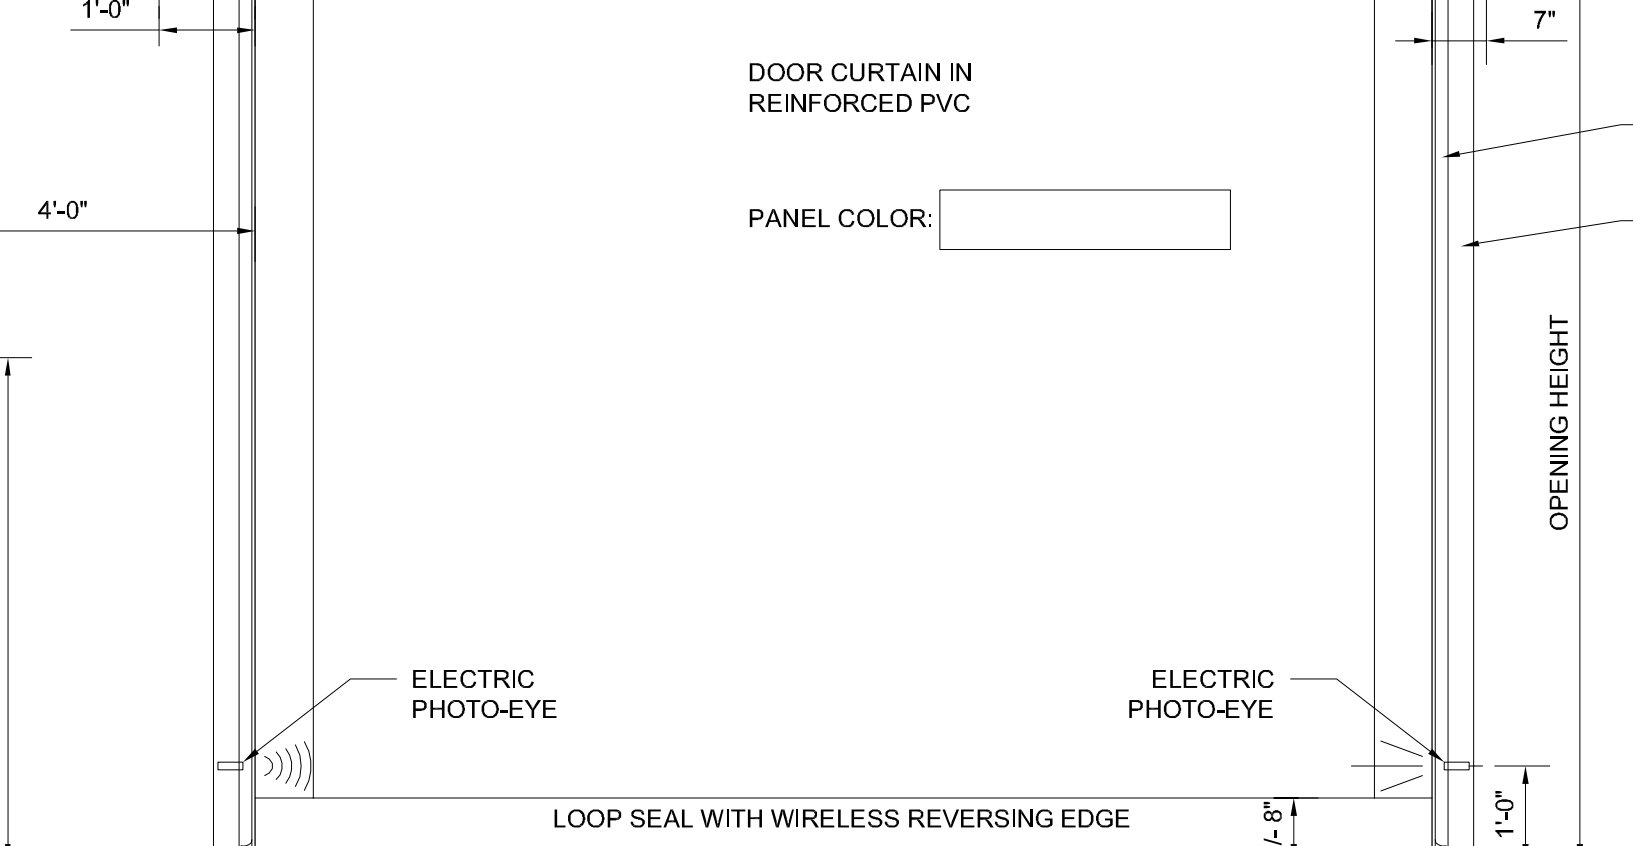 1'-0"
7"
DOOR CURTAIN IN
REINFORCED PVC
4'-0"
PANEL COLOR:
OPENING HEIGHT
ELECTRIC
PHOTO-EYE
ELECTRIC
PHOTO-EYE
LOOP SEAL WITH WIRELESS REVERSING EDGE
/- 8"
1'-0"